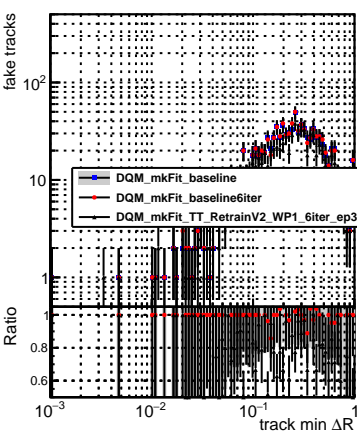 fake tracks
10²
10
1
DQM_mkFit_baseline
DQM_mkFit_baseline6iter
DQM_mkFit_TT_RetrainV2_WP1_6iter_ep3
Ratio
1
0.8
0.6
10⁻³ 10⁻² 10⁻¹ 1
track min ΔR